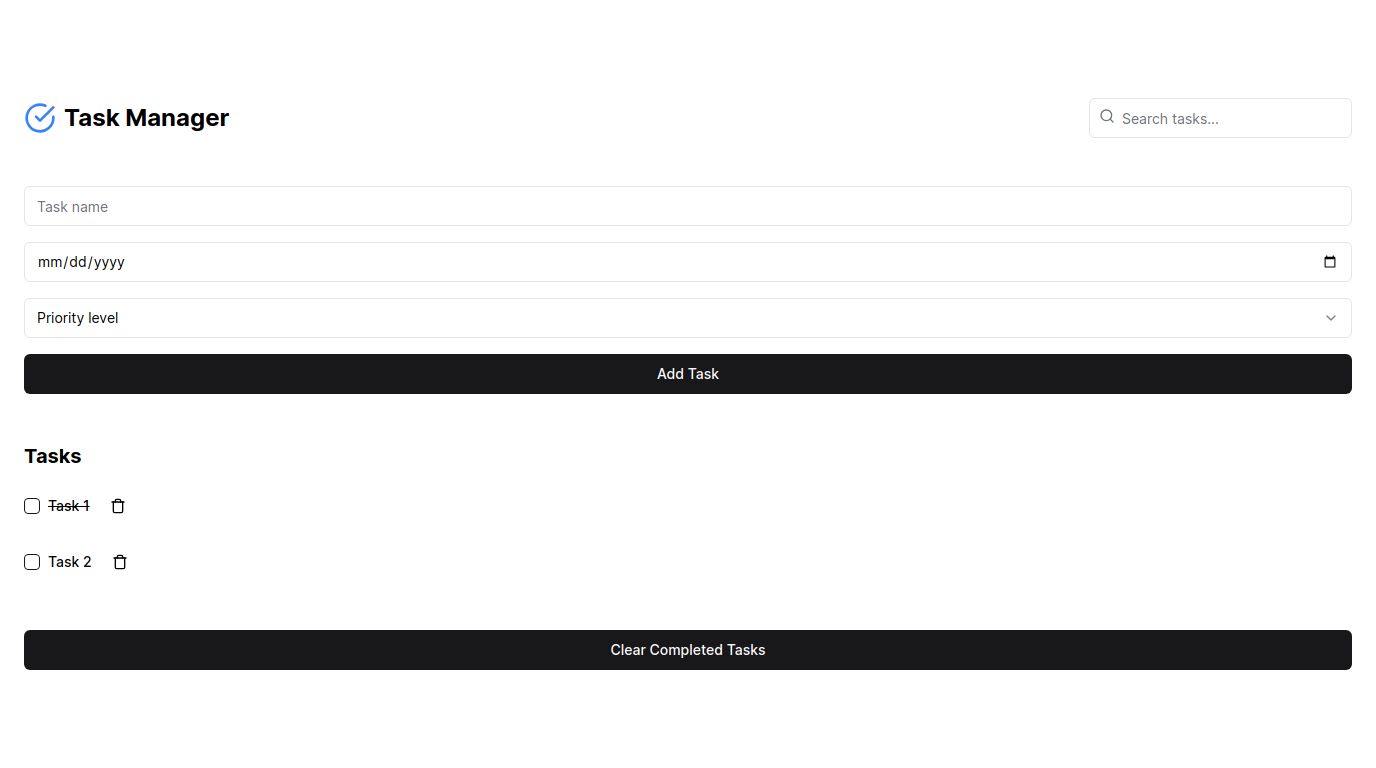 Task Manager
Search tasks...
Task name
mm/dd/yyyy
Priority level
Add Task
Tasks
Task 1
Task 2
Clear Completed Tasks